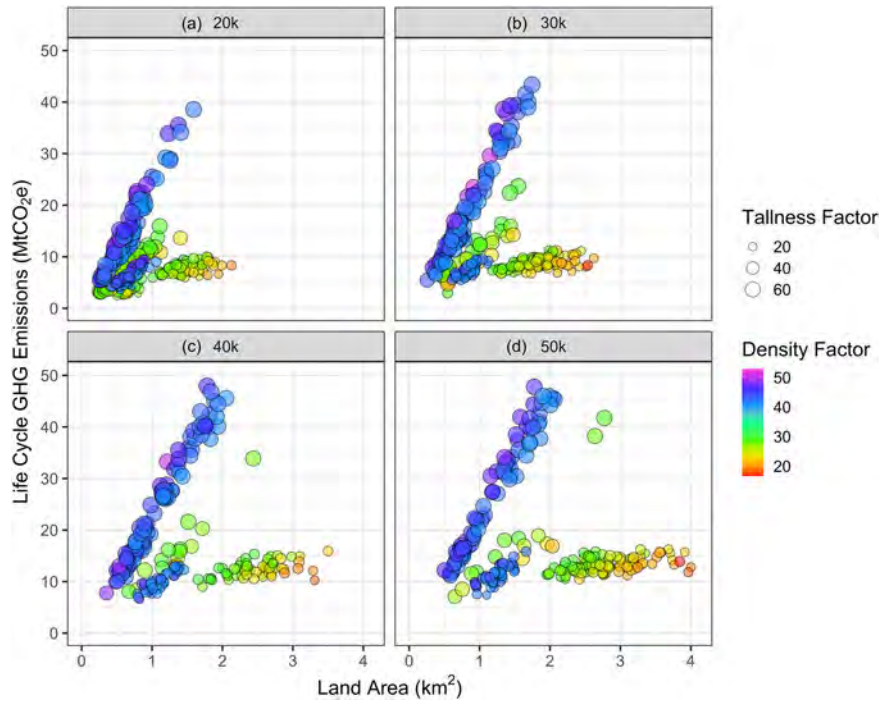 (a) 20k
(b) 30k
50
40
30
20
10
0
(c) 40k
(d) 50k
50
40
30
20
10
0
0 1 2 3 4
0 1 2 3 4
Life Cycle GHG Emissions (MtCO₂e)
Land Area (km²)
Tallness Factor
20
40
60
Density Factor
50
40
30
20